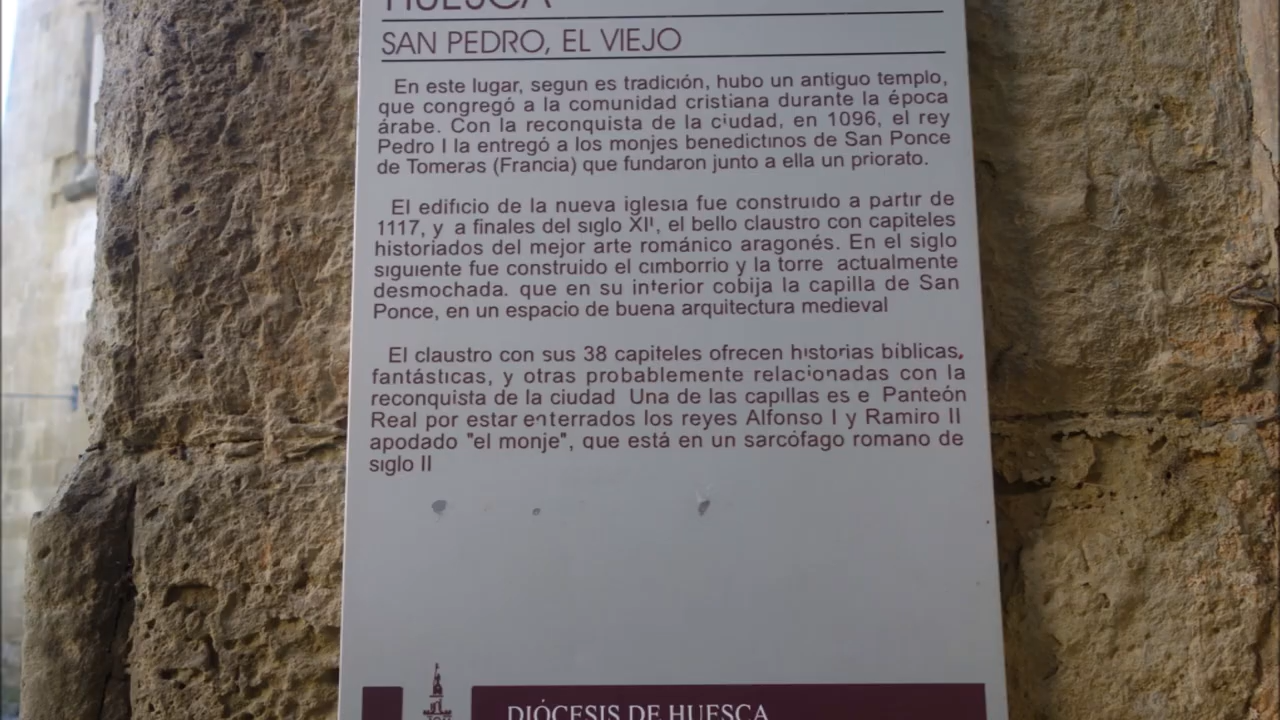 HUESCA
SAN PEDRO, EL VIEJO
En este lugar, segun es tradición, hubo un antiguo templo,
que congregó a la comunidad cristiana durante la época
árabe. Con la reconquista de la ciudad, en 1096, el rey
Pedro I la entregó a los monjes benedictinos de San Ponce
de Tomeras (Francia) que fundaron junto a ella un priorato.
El edificio de la nueva iglesia fue construido a partir de
1117, y a finales del siglo XII, el bello claustro con capiteles
historiados del mejor arte románico aragonés. En el siglo
siguiente fue construido el cimborrio y la torre actualmente
desmochada. que en su interior cobija la capilla de San
Ponce, en un espacio de buena arquitectura medieval
El claustro con sus 38 capiteles ofrecen historias bíblicas,
fantásticas, y otras probablemente relacionadas con la
reconquista de la ciudad Una de las capillas es e Panteón
Real por estar enterrados los reyes Alfonso I y Ramiro II
apodado "el monje", que está en un sarcófago romano de
siglo II
DIÓCESIS DE HUESCA